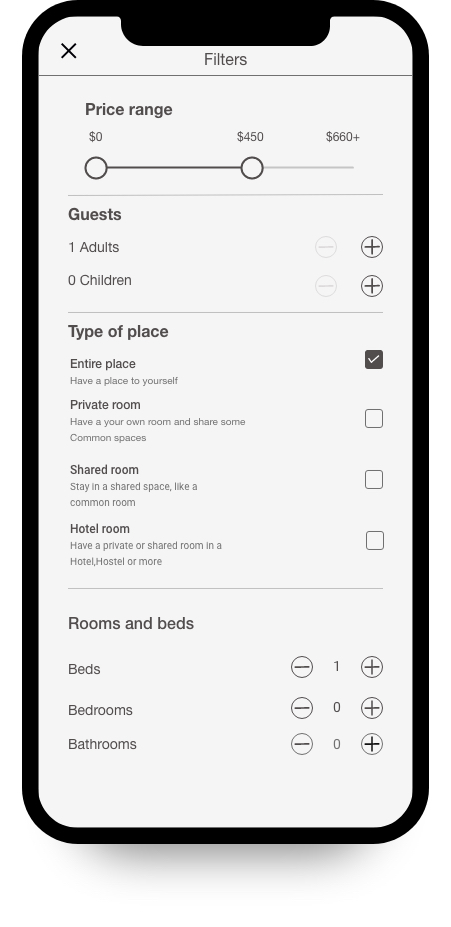 Filters
Price range
$0 $450 $660+
Guests
1 Adults
0 Children
Type of place
Entire place
Have a place to yourself
Private room
Have a your own room and share some
Common spaces
Shared room
Stay in a shared space, like a
common room
Hotel room
Have a private or shared room in a
Hotel,Hostel or more
Rooms and beds
Beds 1
Bedrooms 0
Bathrooms 0